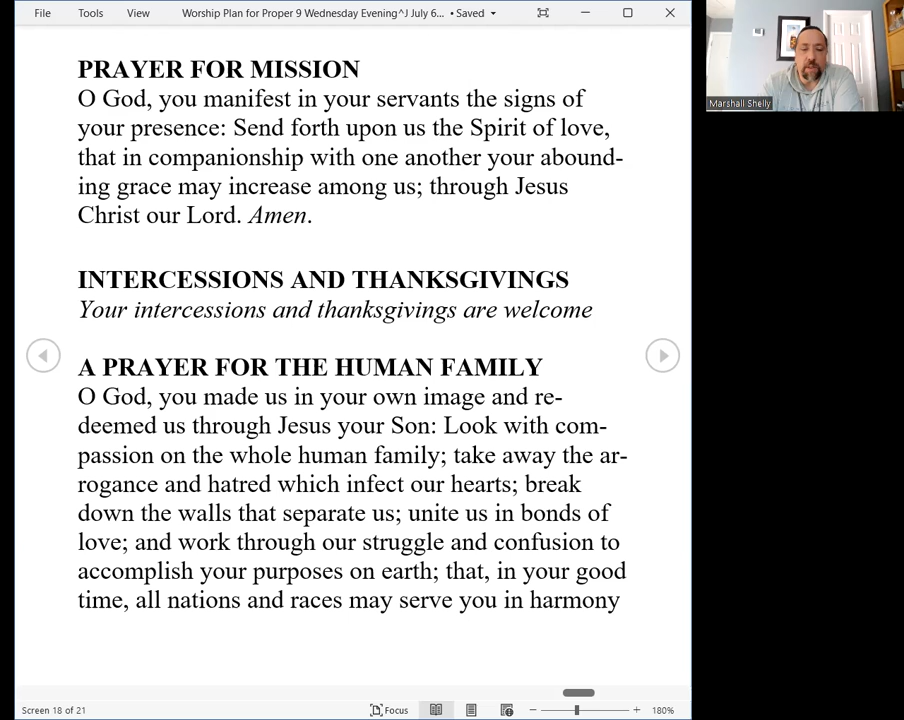 File Tools View Worship Plan for Proper 9 Wednesday Evening^J July 6... • Saved
PRAYER FOR MISSION
O God, you manifest in your servants the signs of
your presence: Send forth upon us the Spirit of love,
that in companionship with one another your abound-
ing grace may increase among us; through Jesus
Christ our Lord. Amen.
INTERCESSIONS AND THANKSGIVINGS
Your intercessions and thanksgivings are welcome
A PRAYER FOR THE HUMAN FAMILY
O God, you made us in your own image and re-
deemed us through Jesus your Son: Look with com-
passion on the whole human family; take away the ar-
rogance and hatred which infect our hearts; break
down the walls that separate us; unite us in bonds of
love; and work through our struggle and confusion to
accomplish your purposes on earth; that, in your good
time, all nations and races may serve you in harmony
Screen 18 of 21 Focus 180%
Marshall Shelly